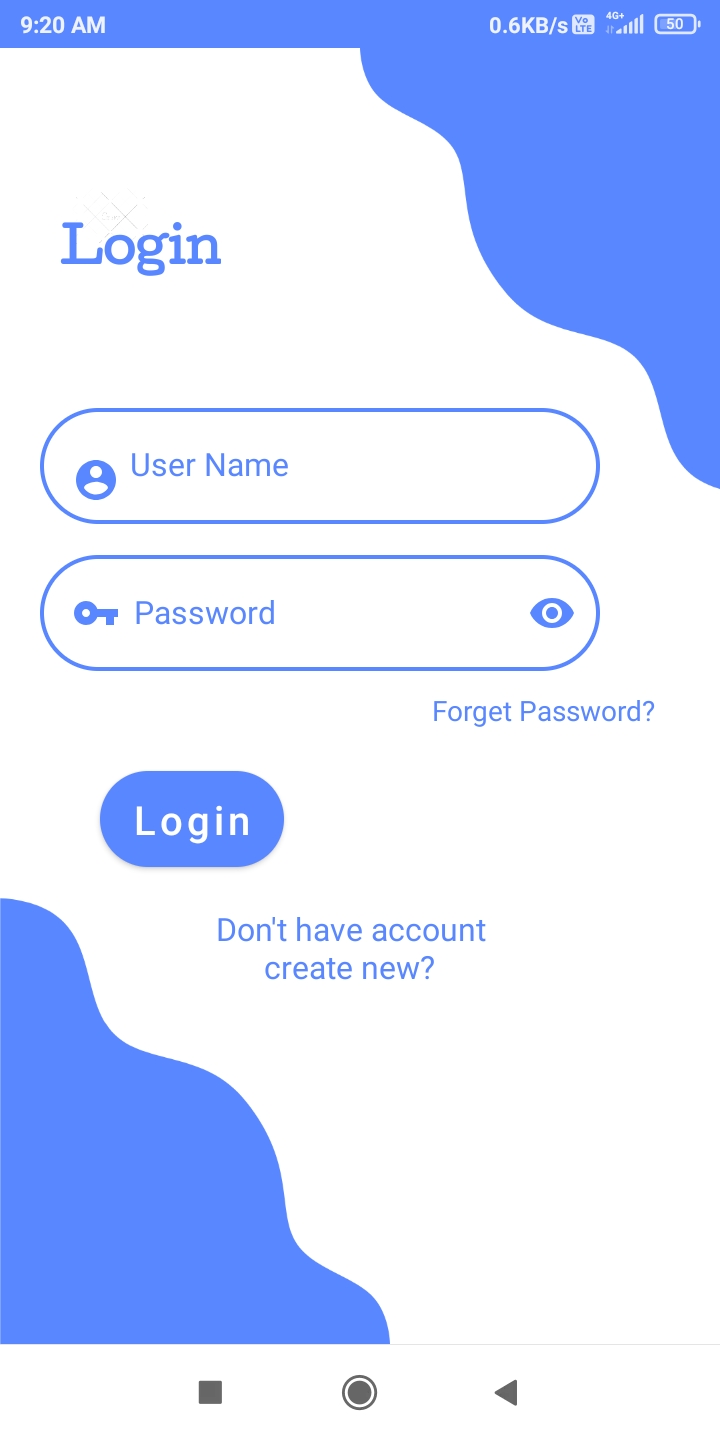 9:20 AM 0.6KB/s Vo LTE 4G+ 50
Login
User Name
Password
Forget Password?
Login
Don't have account
create new?